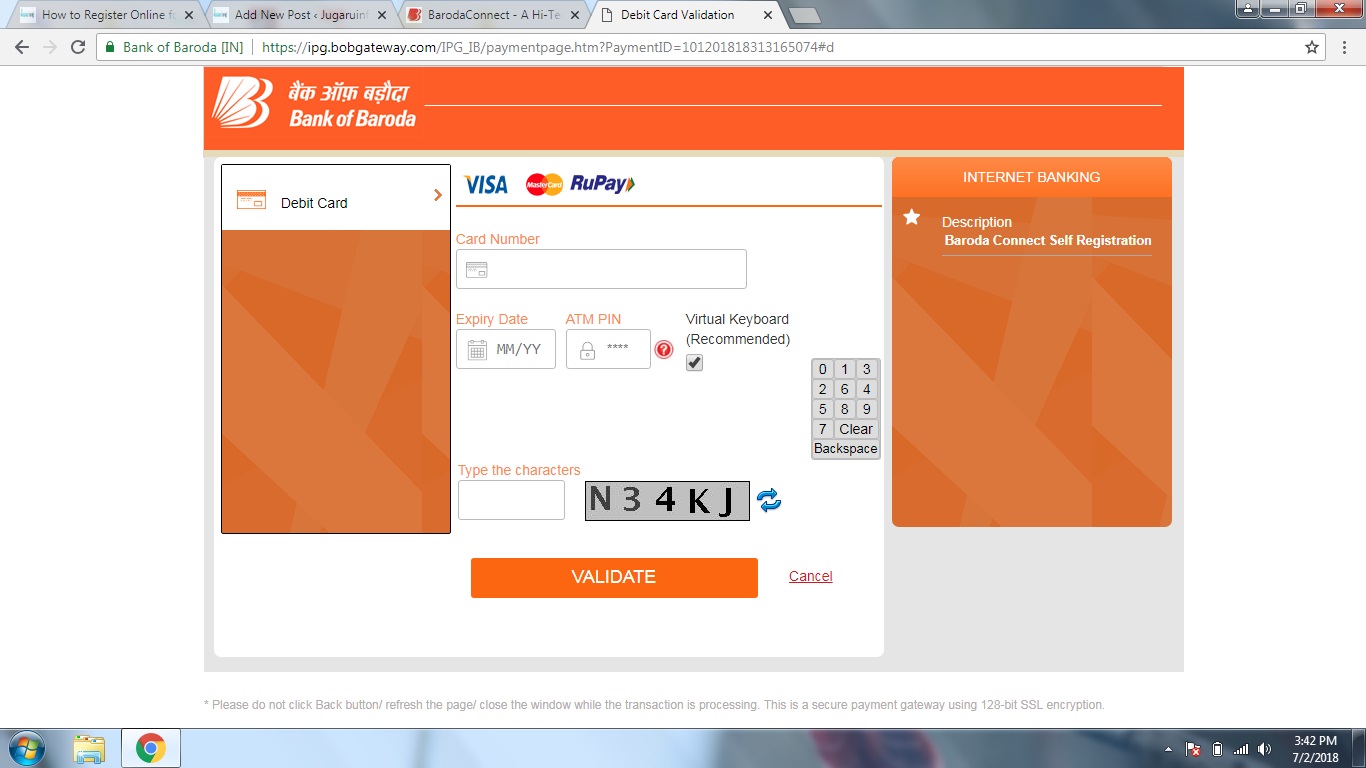 How to Register Online fo
Add New Post ‹ Jugaruinf
BarodaConnect - A Hi-Te
Debit Card Validation
Bank of Baroda [IN]
https://ipg.bobgateway.com/IPG_IB/paymentpage.htm?PaymentID=101201818313165074#d
बैंक ऑफ़ बड़ौदा
Bank of Baroda
Debit Card
VISA MasterCard RuPay
INTERNET BANKING
Description
Baroda Connect Self Registration
Card Number
Expiry Date
MM/YY
ATM PIN
****
?
Virtual Keyboard
(Recommended)
0 1 3
2 6 4
5 8 9
7 Clear
Backspace
Type the characters
N 3 4 K J
VALIDATE
Cancel
* Please do not click Back button/ refresh the page/ close the window while the transaction is processing. This is a secure payment gateway using 128-bit SSL encryption.
3:42 PM
7/2/2018